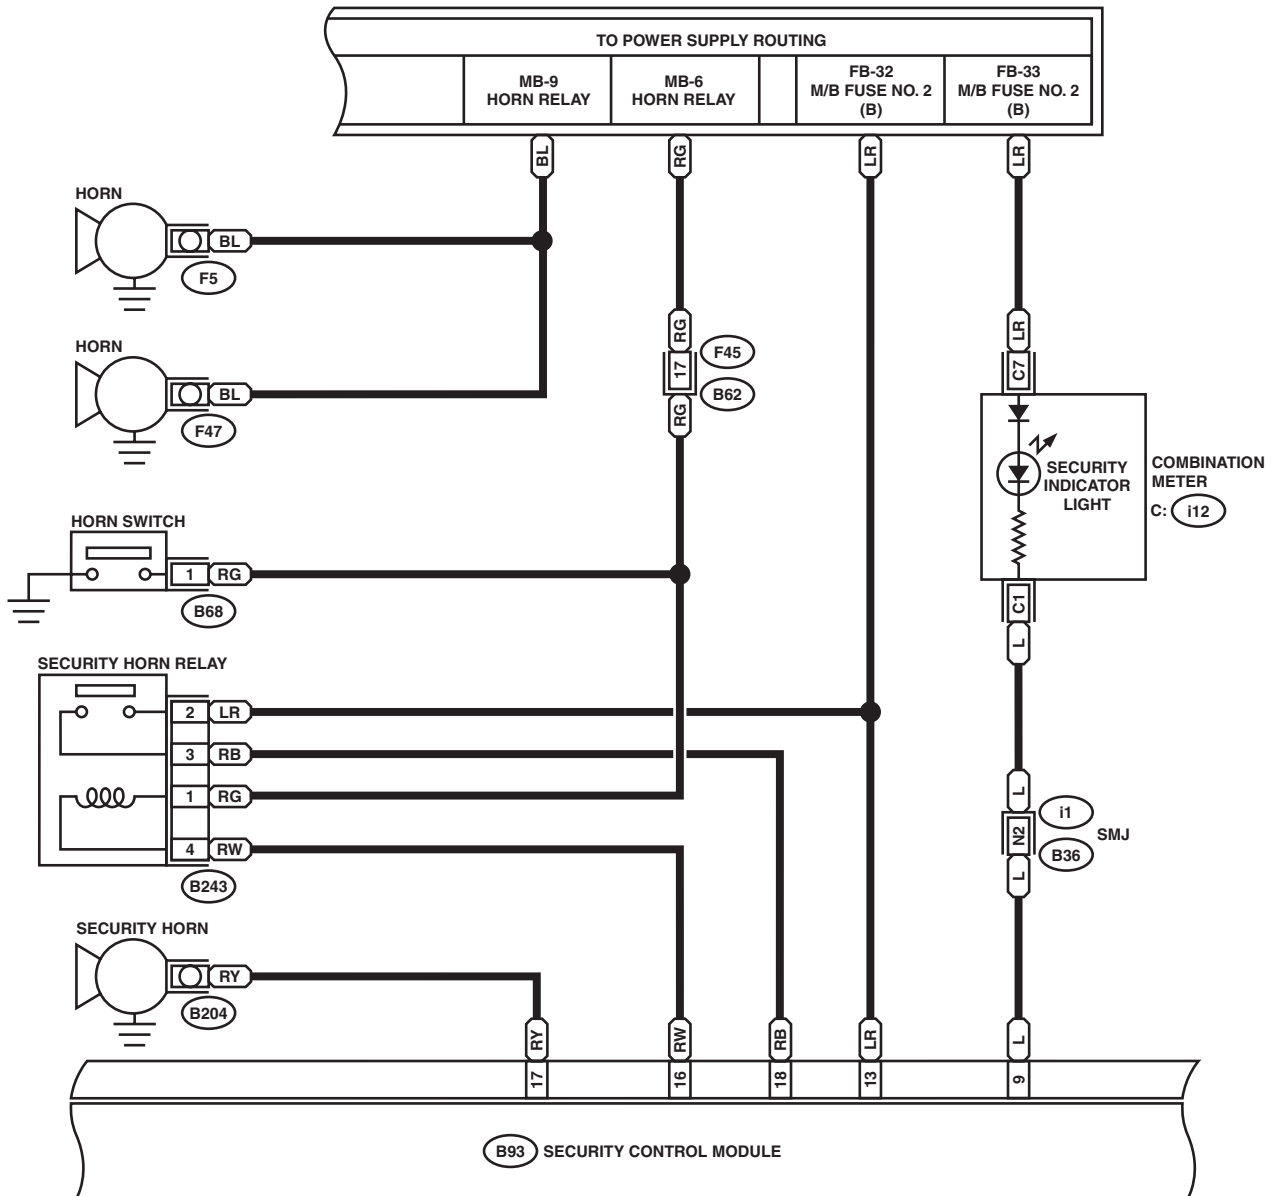 TO POWER SUPPLY ROUTING
MB-9
HORN RELAY
MB-6
HORN RELAY
FB-32
M/B FUSE NO. 2
(B)
FB-33
M/B FUSE NO. 2
(B)
BL
RG
LR
LR
HORN
BL
F5
RG
17
RG
F45
B62
LR
C7
HORN
BL
F47
SECURITY
INDICATOR
LIGHT
COMBINATION
METER
C: i12
HORN SWITCH
1 RG
B68
C1
L
SECURITY HORN RELAY
2 LR
3 RB
1 RG
4 RW
B243
L
N2
L
i1
SMJ
B36
SECURITY HORN
RY
B204
RY
RW
RB
LR
L
17
16
18
13
9
B93 SECURITY CONTROL MODULE